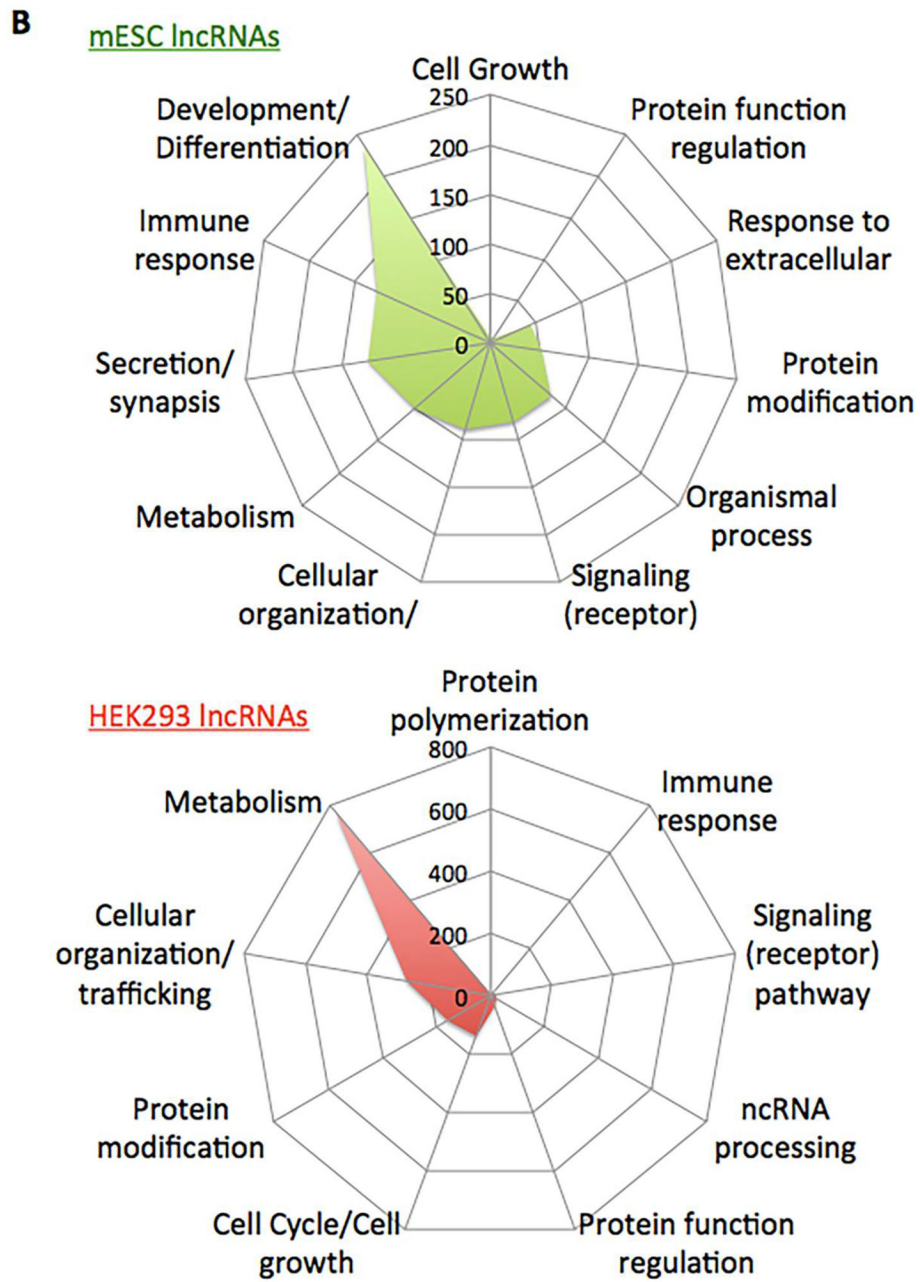 B
mESC lncRNAs
Cell Growth
250
200
150
100
50
0
Development/
Differentiation
Protein function
regulation
Immune
response
Response to
extracellular
Secretion/
synapsis
Protein
modification
Metabolism
Organismal
process
Cellular
organization/
Signaling
(receptor)
HEK293 lncRNAs
Protein
polymerization
800
600
400
200
0
Metabolism
Immune
response
Cellular
organization/
trafficking
Signaling
(receptor)
pathway
Protein
modification
ncRNA
processing
Cell Cycle/Cell
growth
Protein function
regulation